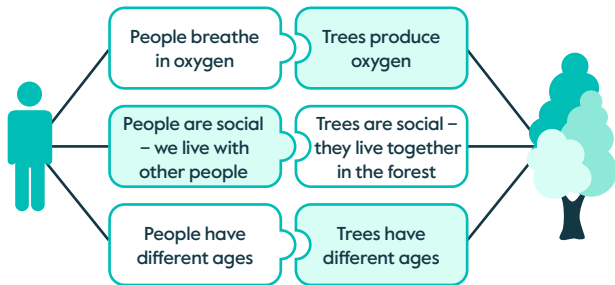 People breathe
in oxygen
Trees produce
oxygen
People are social
– we live with
other people
Trees are social –
they live together
in the forest
People have
different ages
Trees have
different ages